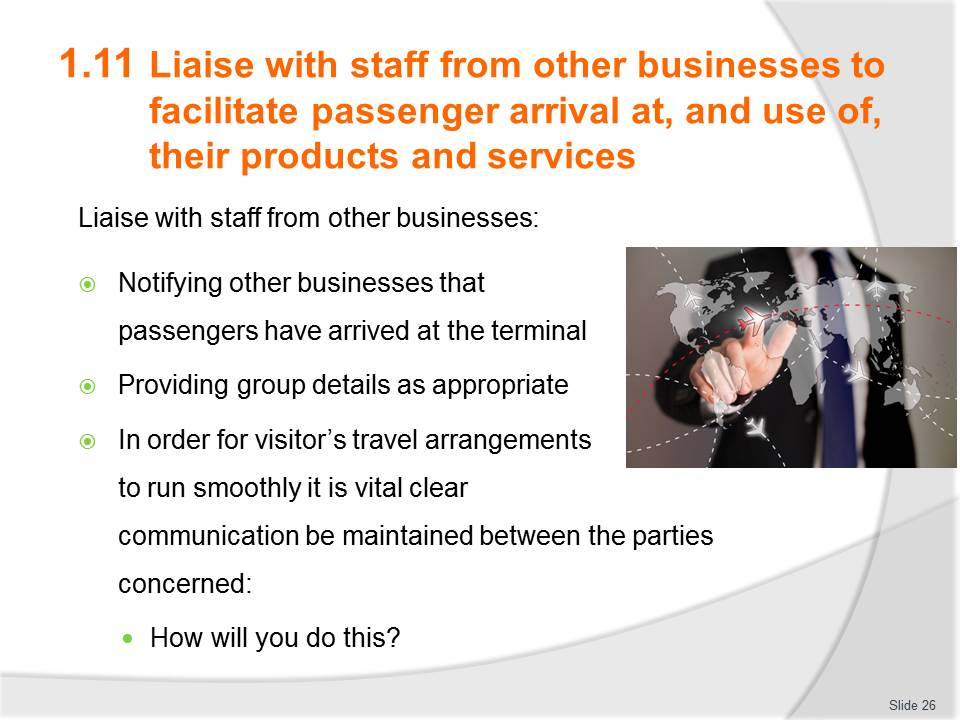 1.11 Liaise with staff from other businesses to
facilitate passenger arrival at, and use of,
their products and services
Liaise with staff from other businesses:
Notifying other businesses that
passengers have arrived at the terminal
Providing group details as appropriate
In order for visitor’s travel arrangements
to run smoothly it is vital clear
communication be maintained between the parties
concerned:
How will you do this?
Slide 26